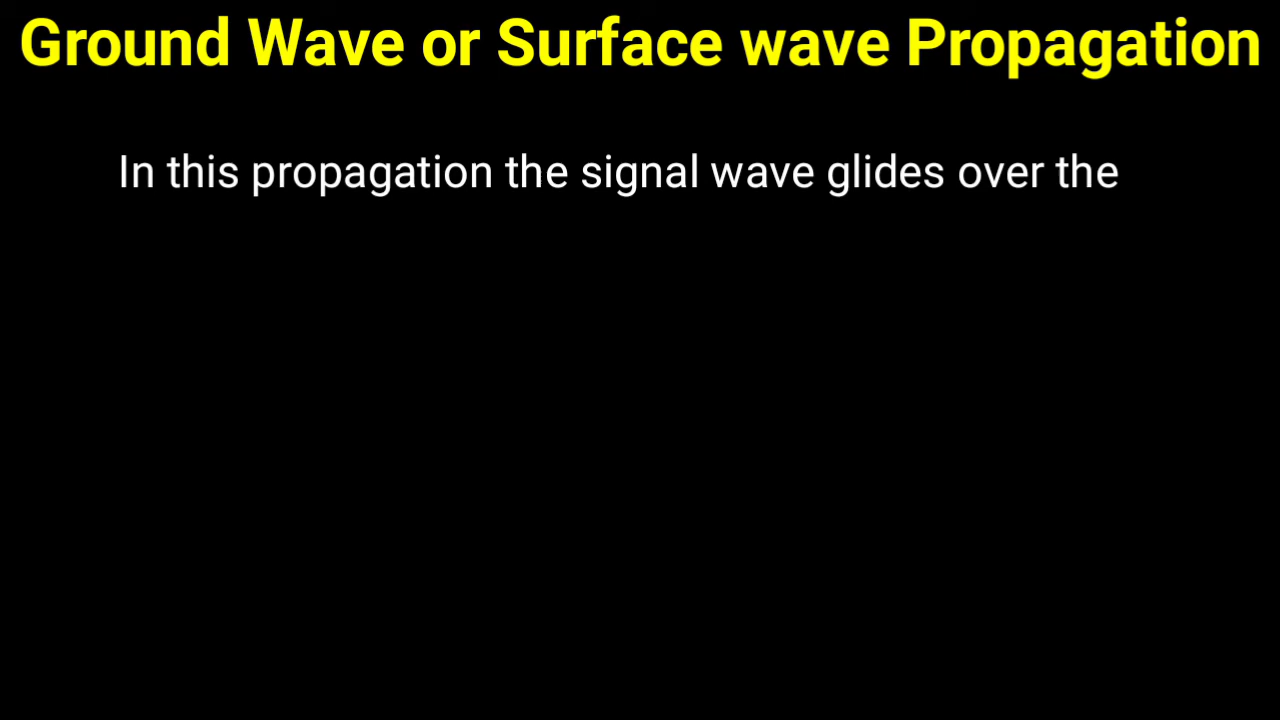 Ground Wave or Surface wave Propagation
In this propagation the signal wave glides over the